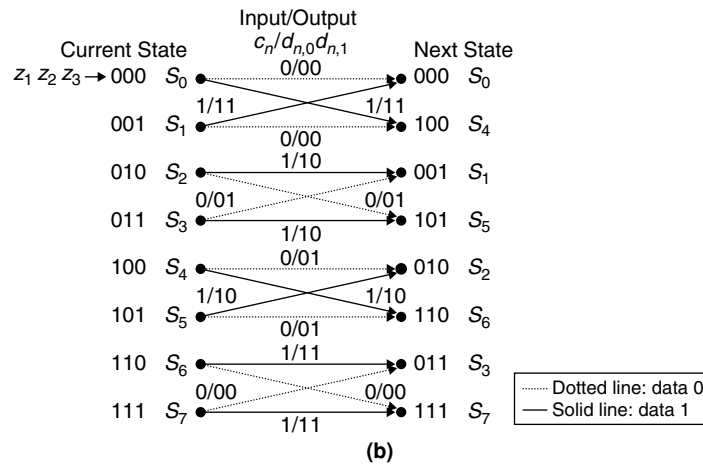 Input/Output
Current State cₙ/dₙ,₀dₙ,₁ Next State
0/00
z₁ z₂ z₃ 000 S₀ 000 S₀
1/11 1/11
001 S₁ 100 S₄
0/00
1/10
010 S₂ 001 S₁
0/01 0/01
011 S₃ 101 S₅
1/10
0/01
100 S₄ 010 S₂
1/10 1/10
101 S₅ 110 S₆
0/01
1/11
110 S₆ 011 S₃
0/00 0/00
Dotted line: data 0
111 S₇ 111 S₇
Solid line: data 1
1/11
(b)